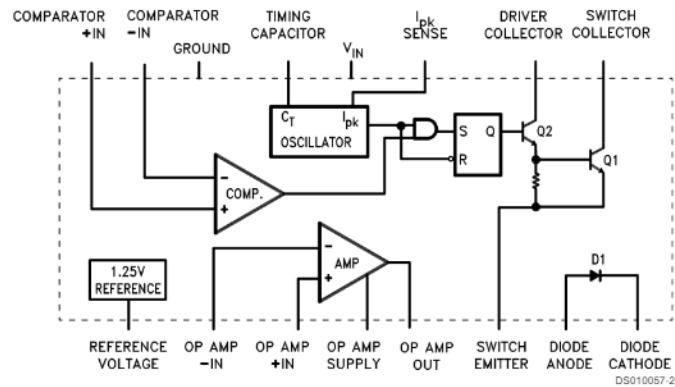 COMPARATOR
+IN
COMPARATOR
−IN
GROUND
TIMING
CAPACITOR
VIN
Ipk
SENSE
DRIVER
COLLECTOR
SWITCH
COLLECTOR
CT
Ipk
OSCILLATOR
S
Q
R
Q2
Q1
−
COMP.
+
−
AMP
+
1.25V
REFERENCE
D1
REFERENCE
VOLTAGE
OP AMP
−IN
OP AMP
+IN
OP AMP
SUPPLY
OP AMP
OUT
SWITCH
EMITTER
DIODE
ANODE
DIODE
CATHODE
DS010057-2